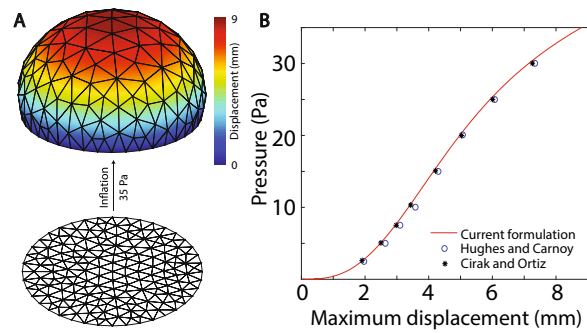 A
9
Displacement (mm)
0
Inflation
35 Pa
B
Pressure (Pa)
30
20
10
Current formulation
Hughes and Carnoy
Cirak and Ortiz
0 2 4 6 8
Maximum displacement (mm)